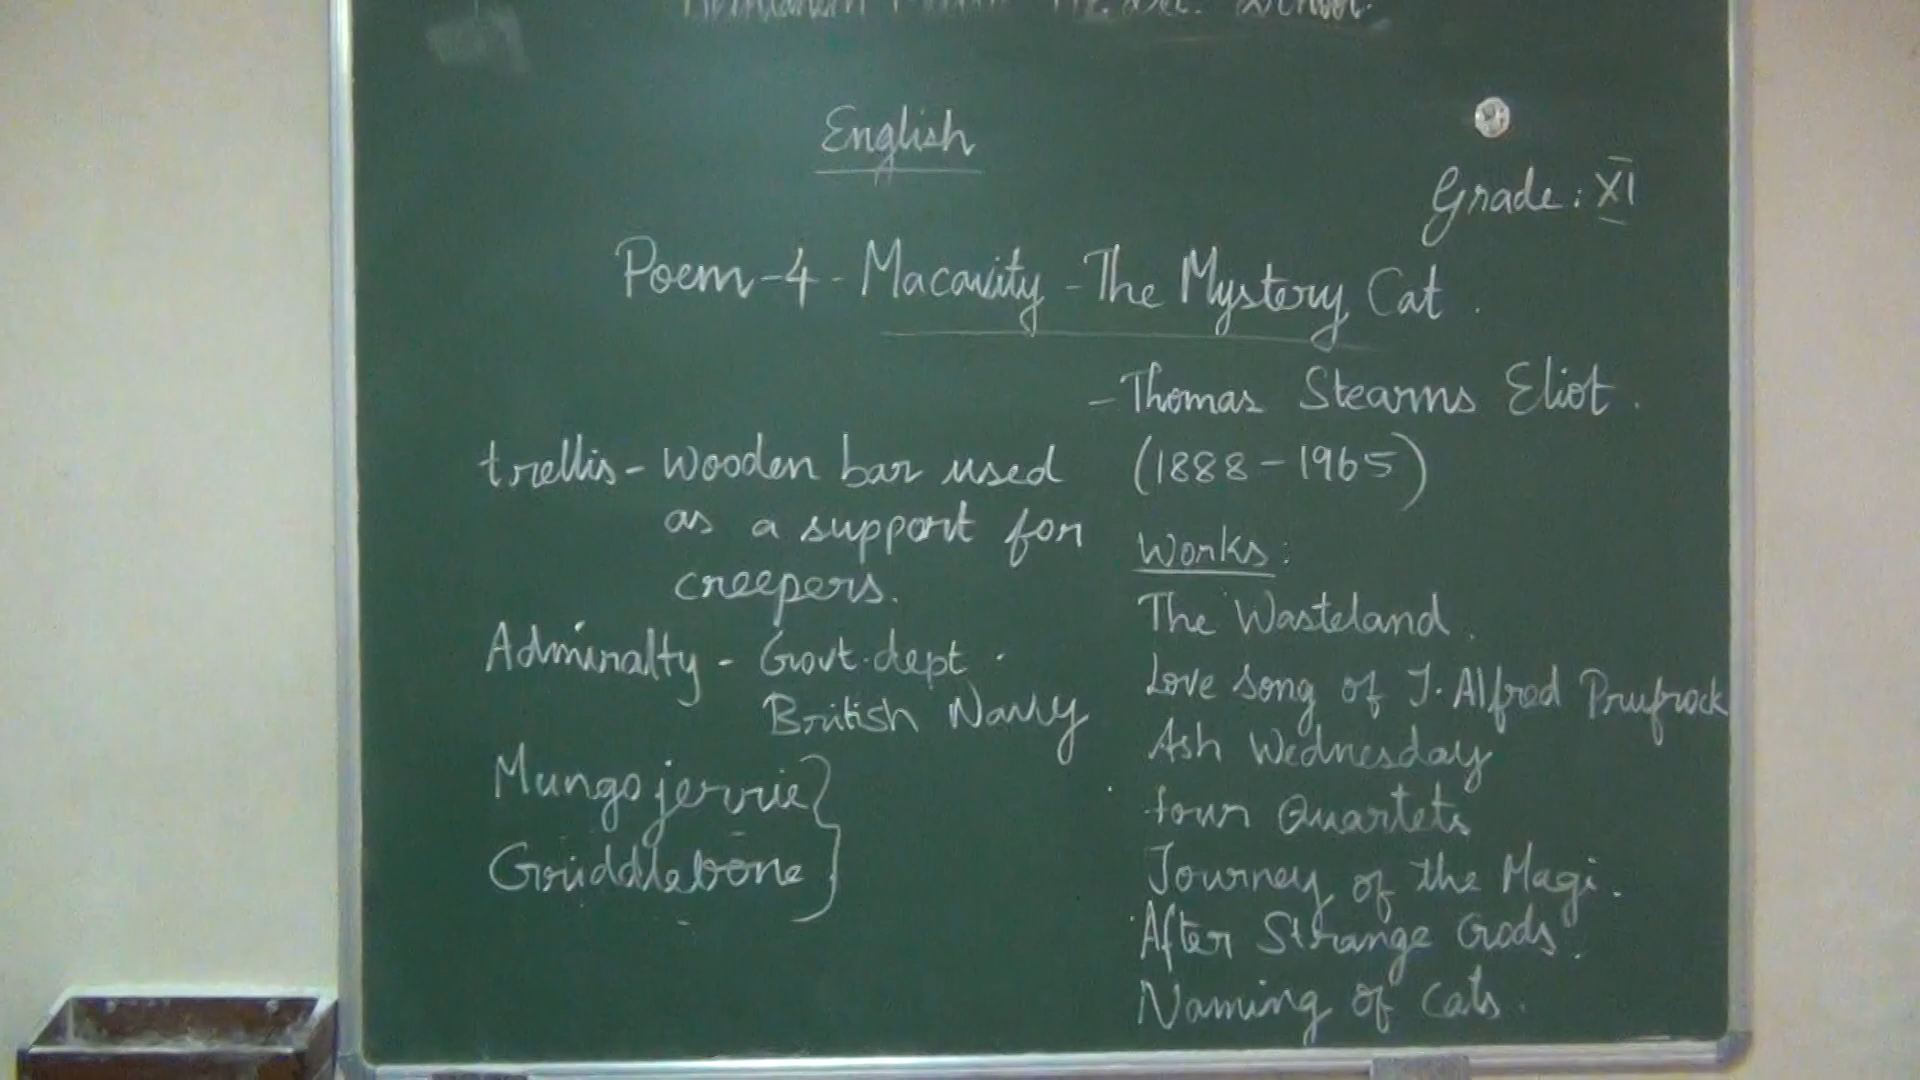 School.
English
Grade: XI
Poem-4 - Macavity - The Mystery Cat.
- Thomas Stearns Eliot.
(1888-1965)
trellis - Wooden bar used
as a support for
creepers.
Admiralty - Govt. dept.
British Navy
Mungojerrie }
Griddlebone }
Works:
The Wasteland.
Love song of J. Alfred Prufrock
Ash Wednesday
four Quartets
Journey of the Magi.
After Strange Gods.
Naming of Cats.